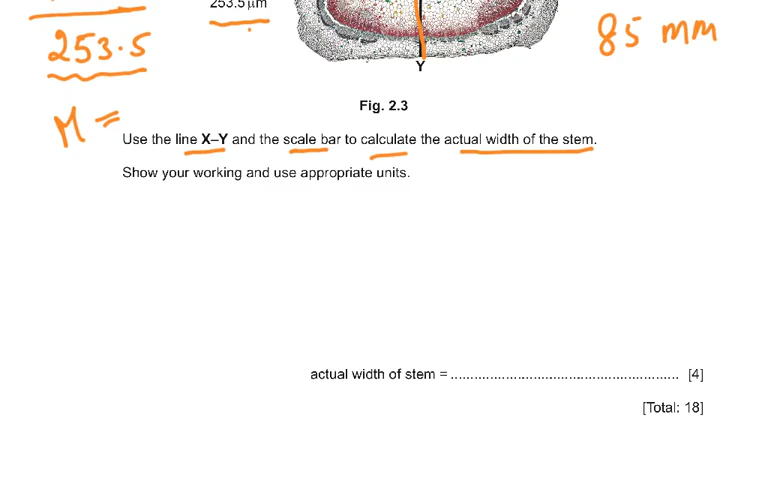 253.5 µm
253.5
85 mm
Y
Fig. 2.3
M =
Use the line X–Y and the scale bar to calculate the actual width of the stem.
Show your working and use appropriate units.
actual width of stem = .......................................................... [4]
[Total: 18]